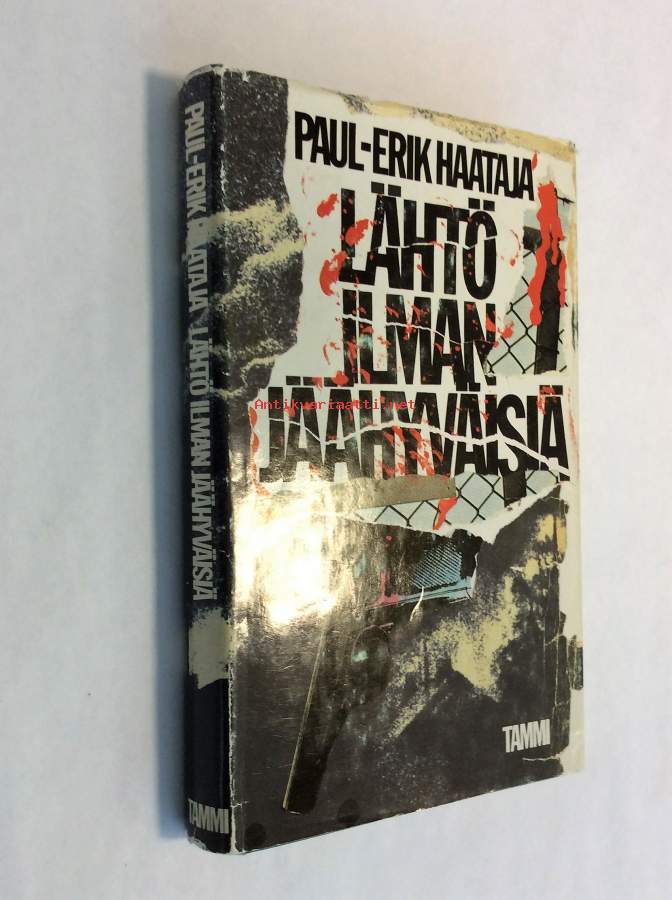 PAUL-ERIK HAATAJA
LÄHTÖ
ILMAN
JÄÄHYVÄISIÄ
TAMMI
PAUL-ERIK HAATAJA LÄHTÖ ILMAN JÄÄHYVÄISIÄ
TAMMI
Antikvariaatti.net